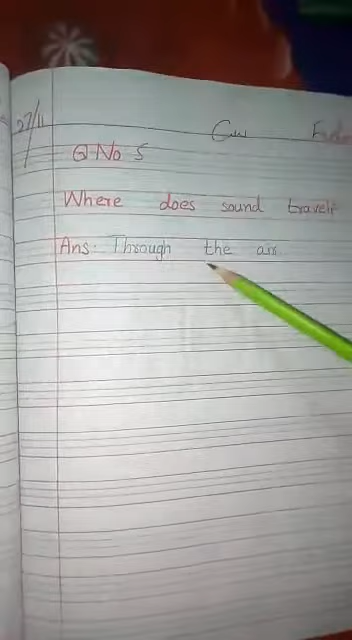 27/11
C.W
Q.No 5
Where does sound travel
Ans. Through the air.